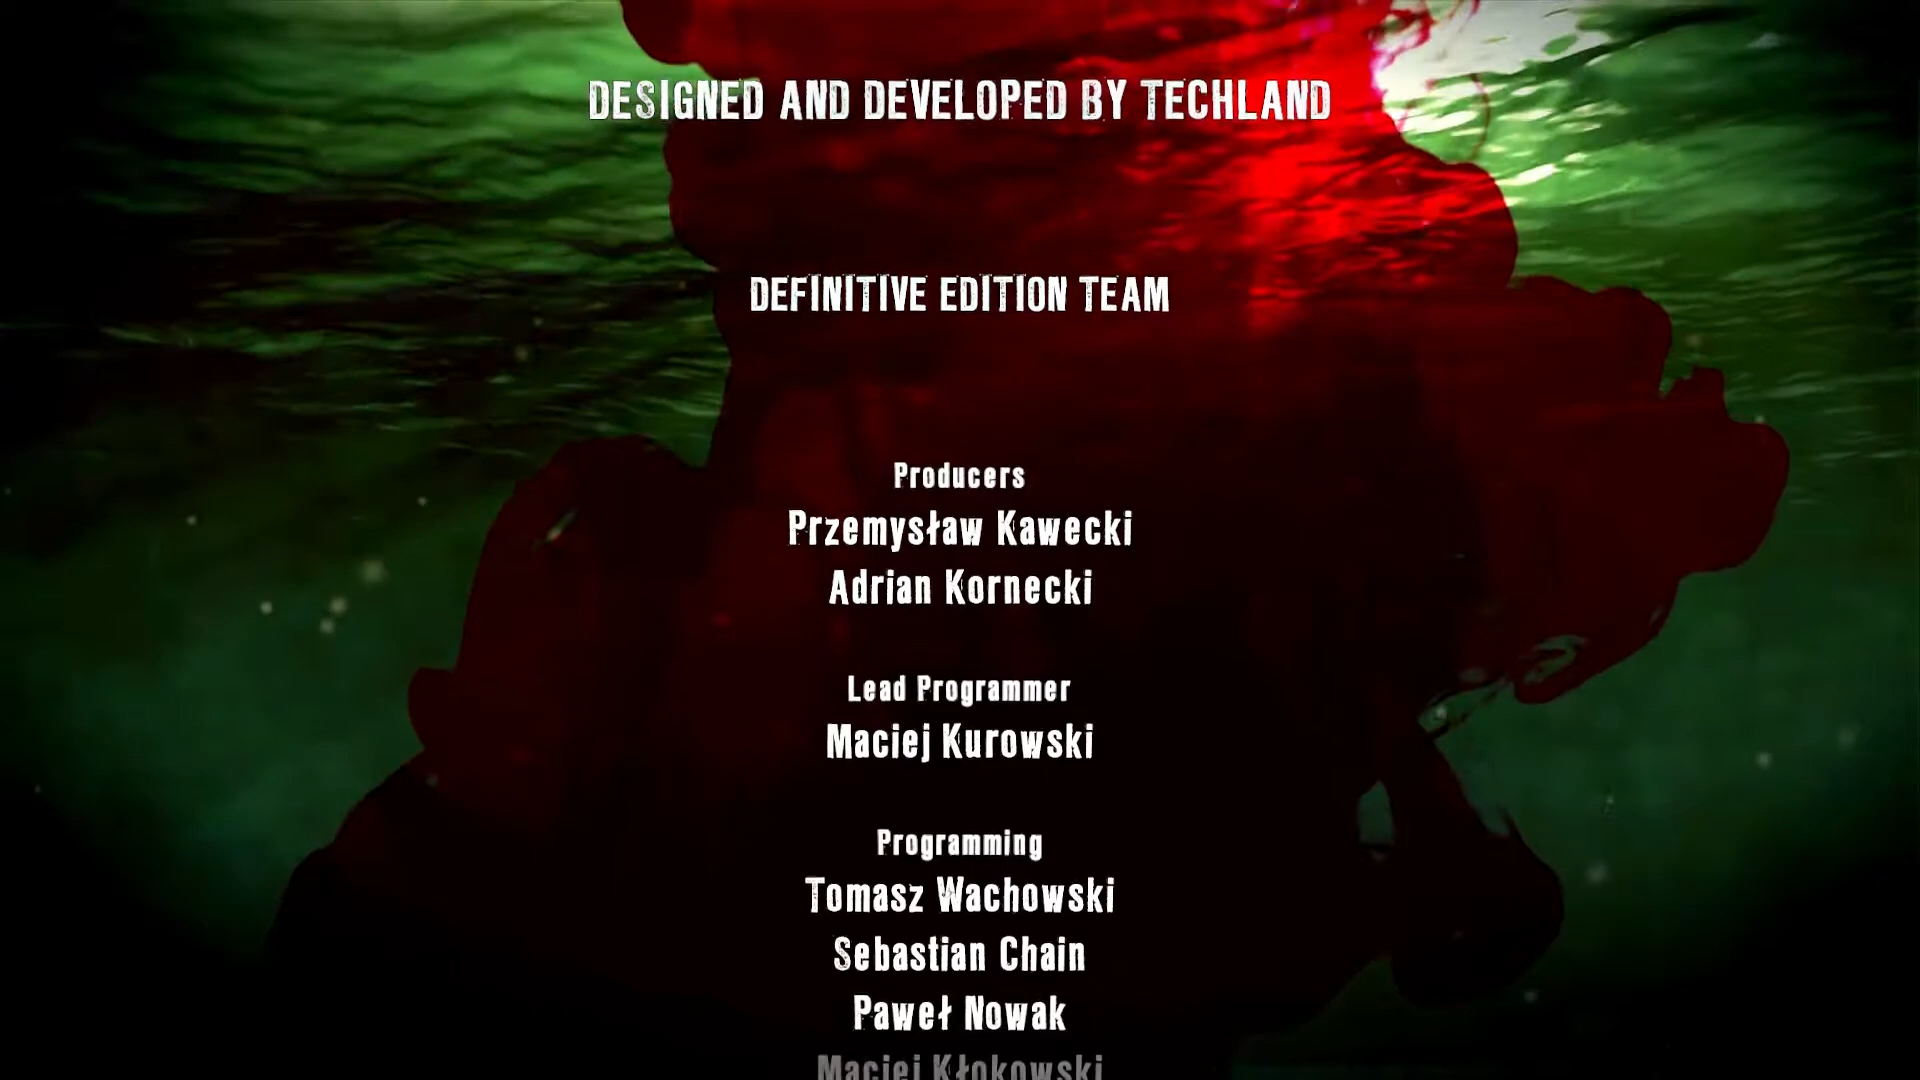 DESIGNED AND DEVELOPED BY TECHLAND
DEFINITIVE EDITION TEAM
Producers
Przemysław Kawecki
Adrian Kornecki
Lead Programmer
Maciej Kurowski
Programming
Tomasz Wachowski
Sebastian Chain
Paweł Nowak
Maciej Kłokowski